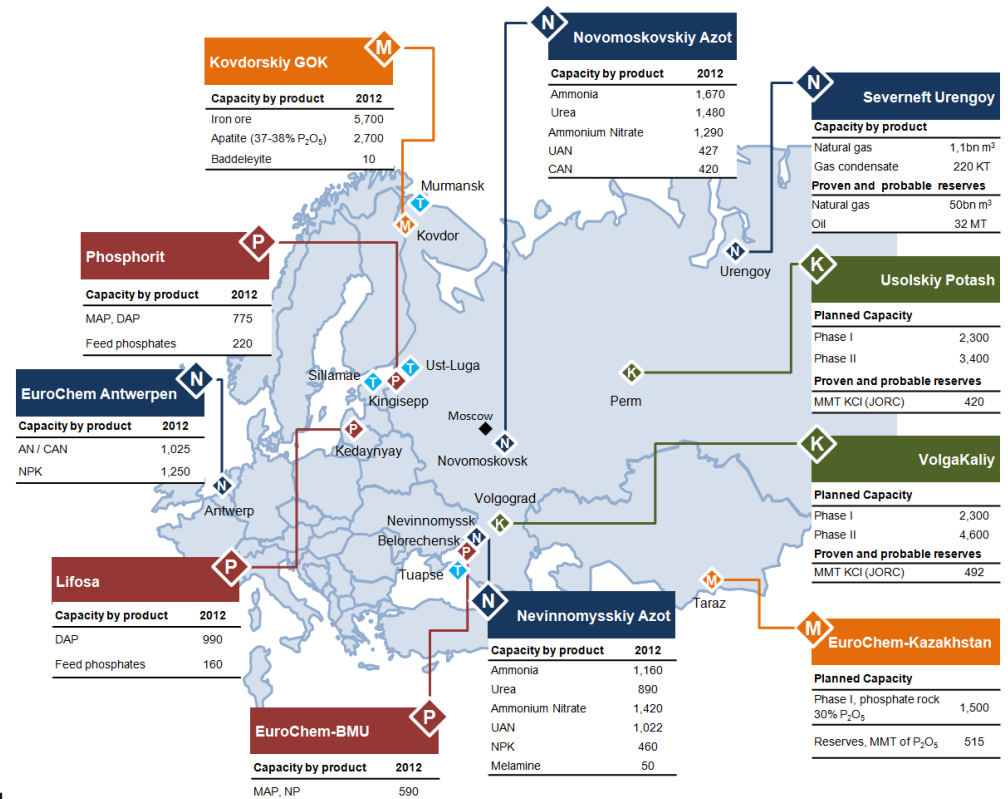 N
Novomoskovskiy Azot
Capacity by product 2012
Ammonia 1,670
Urea 1,480
Ammonium Nitrate 1,290
UAN 427
CAN 420
M
Kovdorskiy GOK
Capacity by product 2012
Iron ore 5,700
Apatite (37-38% P₂O₅) 2,700
Baddeleyite 10
N
Severneft Urengoy
Capacity by product
Natural gas 1,1bn m³
Gas condensate 220 KT
Proven and probable reserves
Natural gas 50bn m³
Oil 32 MT
Murmansk
T
M
Kovdor
P
Phosphorit
Capacity by product 2012
MAP, DAP 775
Feed phosphates 220
N
Urengoy
K
Usolskiy Potash
Planned Capacity
Phase I 2,300
Phase II 3,400
Proven and probable reserves
MMT KCI (JORC) 420
N
EuroChem Antwerpen
Capacity by product 2012
AN / CAN 1,025
NPK 1,250
Sillamae
T
P
T
Ust-Luga
Kingisepp
K
Perm
Moscow
P
Kedaynyay
N
Novomoskovsk
N
Antwerp
K
VolgaKaliy
Planned Capacity
Phase I 2,300
Phase II 4,600
Proven and probable reserves
MMT KCI (JORC) 492
Volgograd
K
Nevinnomyssk
N
Belorechensk
P
Tuapse
T
P
Lifosa
Capacity by product 2012
DAP 990
Feed phosphates 160
M
Taraz
N
Nevinnomysskiy Azot
Capacity by product 2012
Ammonia 1,160
Urea 890
Ammonium Nitrate 1,420
UAN 1,022
NPK 460
Melamine 50
M
EuroChem-Kazakhstan
Planned Capacity
Phase I, phosphate rock
30% P₂O₅ 1,500
Reserves, MMT of P₂O₅ 515
P
EuroChem-BMU
Capacity by product 2012
MAP, NP 590